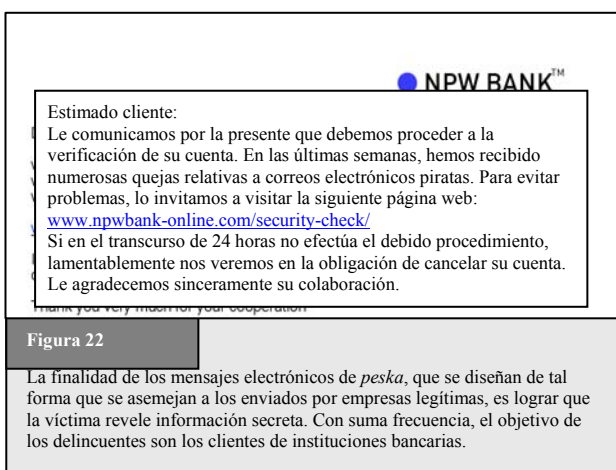 NPW BANK™
Estimado cliente:
Le comunicamos por la presente que debemos proceder a la
verificación de su cuenta. En las últimas semanas, hemos recibido
numerosas quejas relativas a correos electrónicos piratas. Para evitar
problemas, lo invitamos a visitar la siguiente página web:
www.npwbank-online.com/security-check/
Si en el transcurso de 24 horas no efectúa el debido procedimiento,
lamentablemente nos veremos en la obligación de cancelar su cuenta.
Le agradecemos sinceramente su colaboración.
Thank you very much for your cooperation
Figura 22
La finalidad de los mensajes electrónicos de peska, que se diseñan de tal
forma que se asemejan a los enviados por empresas legítimas, es lograr que
la víctima revele información secreta. Con suma frecuencia, el objetivo de
los delincuentes son los clientes de instituciones bancarias.